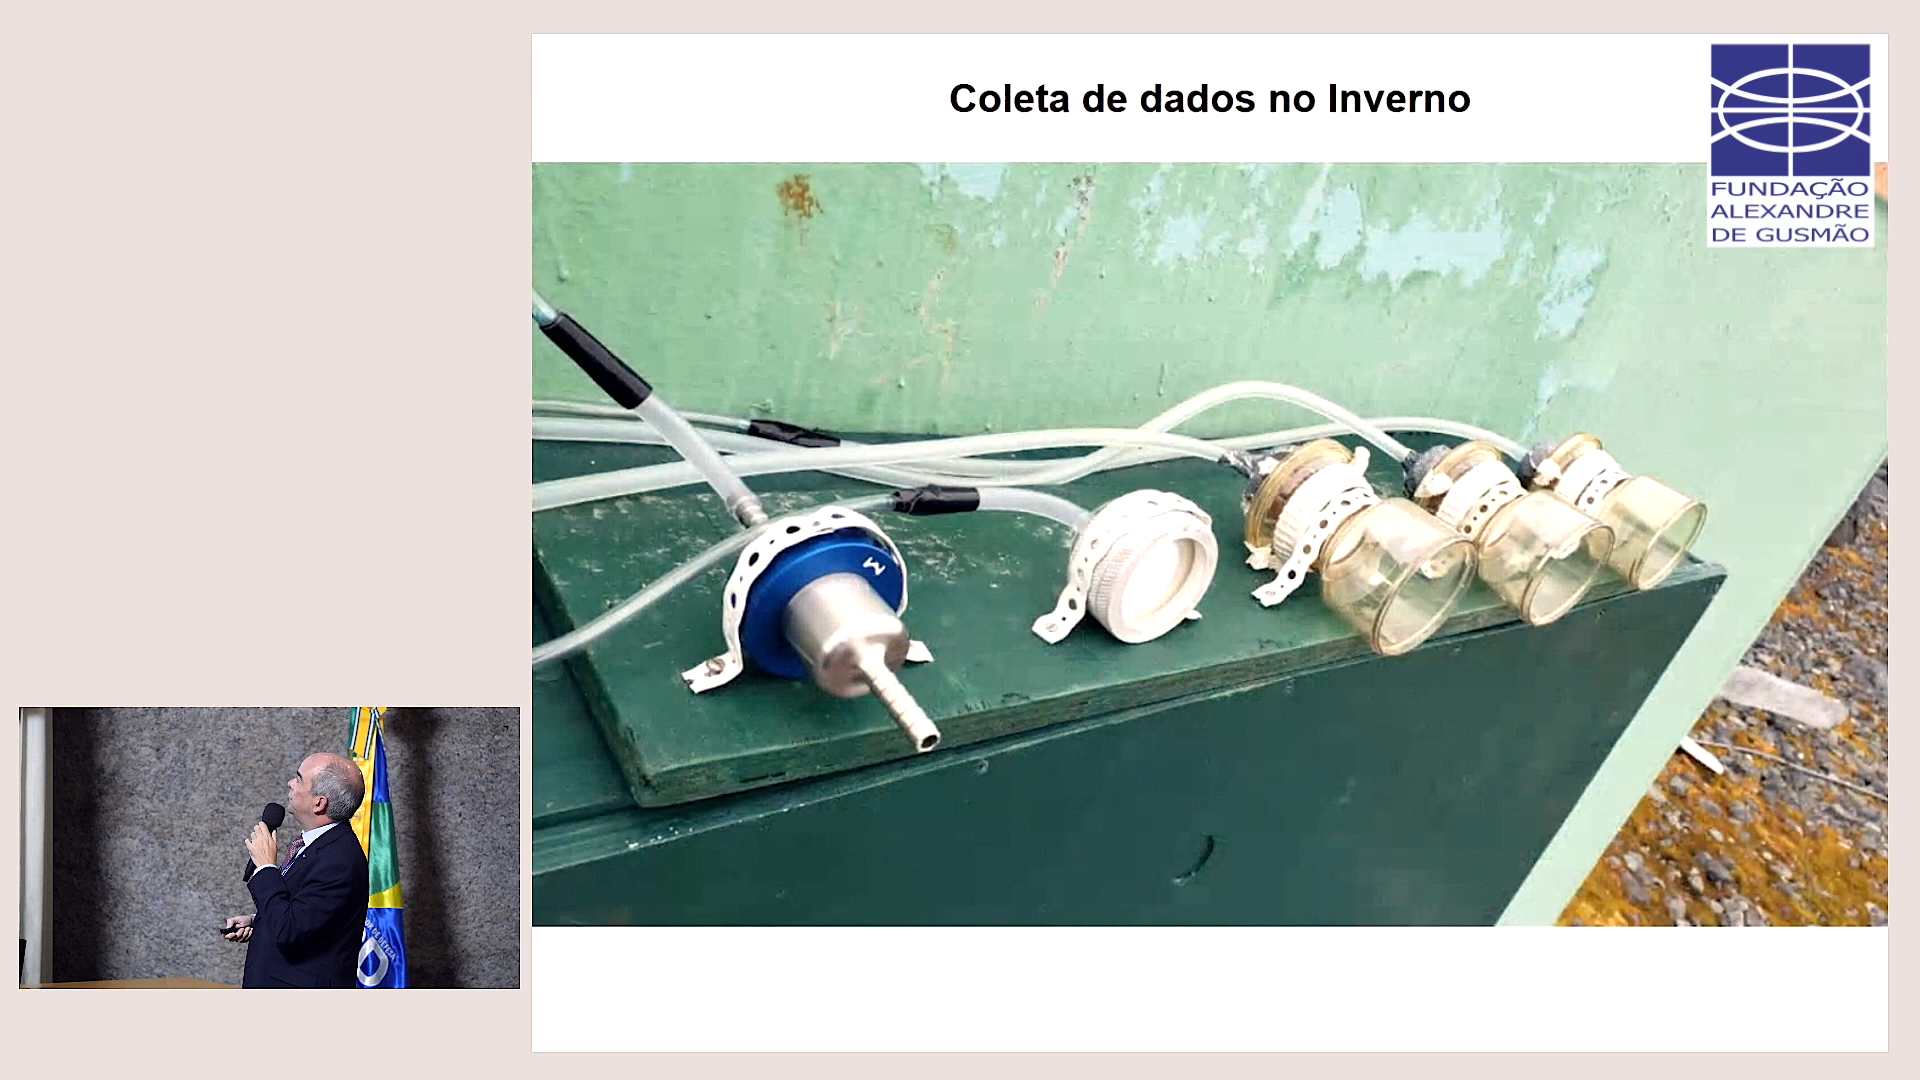 Coleta de dados no Inverno
FUNDAÇÃO
ALEXANDRE
DE GUSMÃO
M